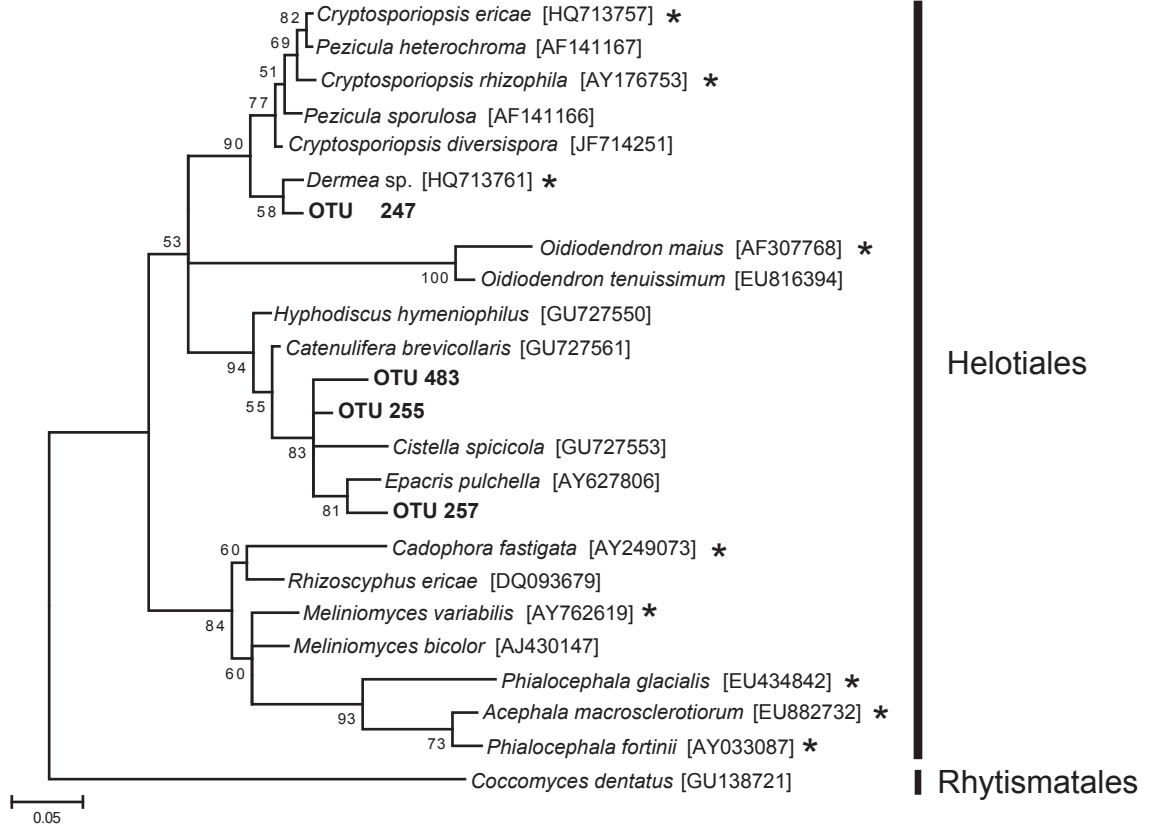 82
Cryptosporiopsis ericae [HQ713757] *
69
Pezicula heterochroma [AF141167]
51
Cryptosporiopsis rhizophila [AY176753] *
77
Pezicula sporulosa [AF141166]
90
Cryptosporiopsis diversispora [JF714251]
Dermea sp. [HQ713761] *
58
OTU 247
53
Oidiodendron maius [AF307768] *
100
Oidiodendron tenuissimum [EU816394]
Hyphodiscus hymeniophilus [GU727550]
94
Catenulifera brevicollaris [GU727561]
Helotiales
OTU 483
55
OTU 255
83
Cistella spicicola [GU727553]
Epacris pulchella [AY627806]
81
OTU 257
60
Cadophora fastigata [AY249073] *
Rhizoscyphus ericae [DQ093679]
84
Meliniomyces variabilis [AY762619] *
Meliniomyces bicolor [AJ430147]
60
Phialocephala glacialis [EU434842] *
93
Acephala macrosclerotiorum [EU882732] *
73
Phialocephala fortinii [AY033087] *
Coccomyces dentatus [GU138721]
Rhytismatales
0.05